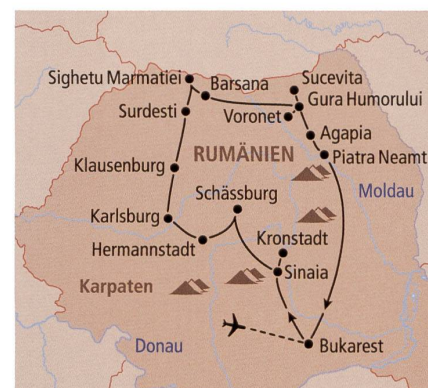 Sighetu Marmatiei
Barsana
Sucevita
Surdesti
Voronet
Gura Humorului
Agapia
RUMÄNIEN
Piatra Neamt
Klausenburg
Schässburg
Moldau
Karlsburg
Kronstadt
Hermannstadt
Sinaia
Karpaten
Donau
Bukarest